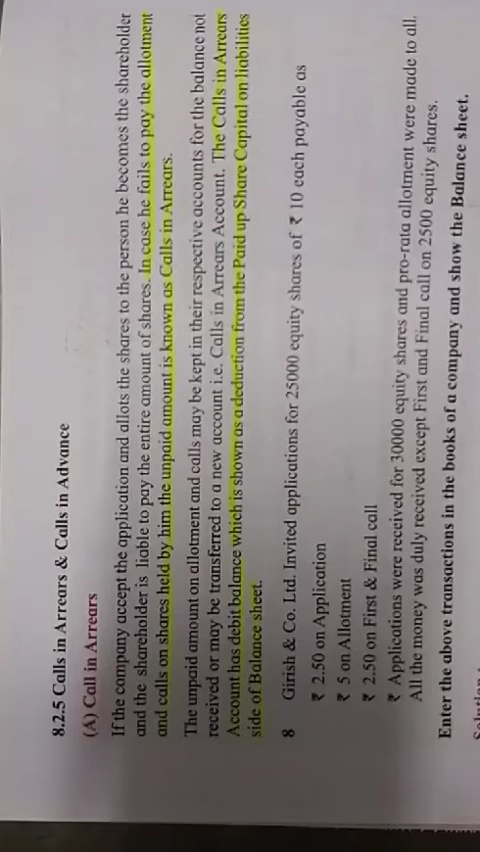 8.2.5 Calls in Arrears & Calls in Advance
(A) Call in Arrears
If the company accept the application and allots the shares to the person he becomes the shareholder
and the shareholder is liable to pay the entire amount of shares. In case he fails to pay the allotment
and calls on shares held by him the unpaid amount is known as Calls in Arrears.
The unpaid amount on allotment and calls may be kept in their respective accounts for the balance not
received or may be transferred to a new account i.e. Calls in Arrears Account. The Calls in Arrears
Account has debit balance which is shown as a deduction from the Paid up Share Capital on liabilities
side of Balance sheet.
8 Girish & Co. Ltd. Invited applications for 25000 equity shares of ₹ 10 each payable as
₹ 2.50 on Application
₹ 5 on Allotment
₹ 2.50 on First & Final call
₹ Applications were received for 30000 equity shares and pro-rata allotment were made to all.
All the money was duly received except First and Final call on 2500 equity shares.
Enter the above transactions in the books of a company and show the Balance sheet.